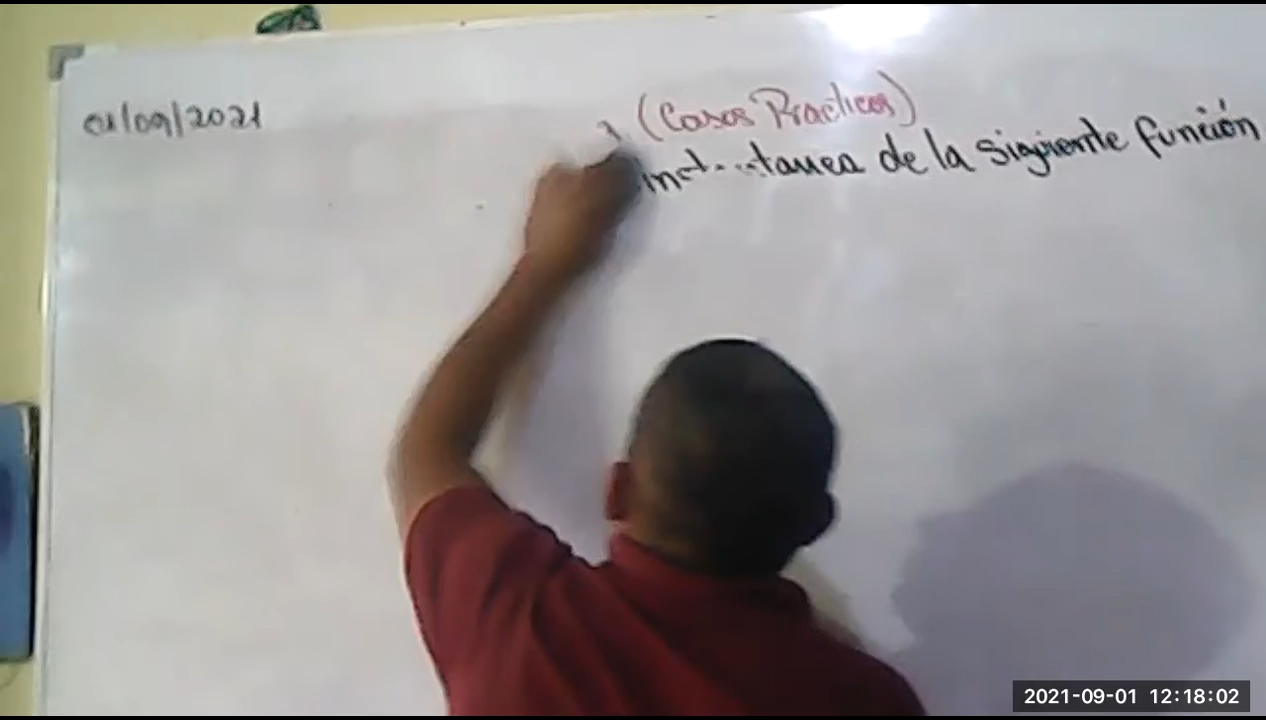 01/09/2021
(Casos Practicos)
de la siguiente función
2021-09-01 12:18:02